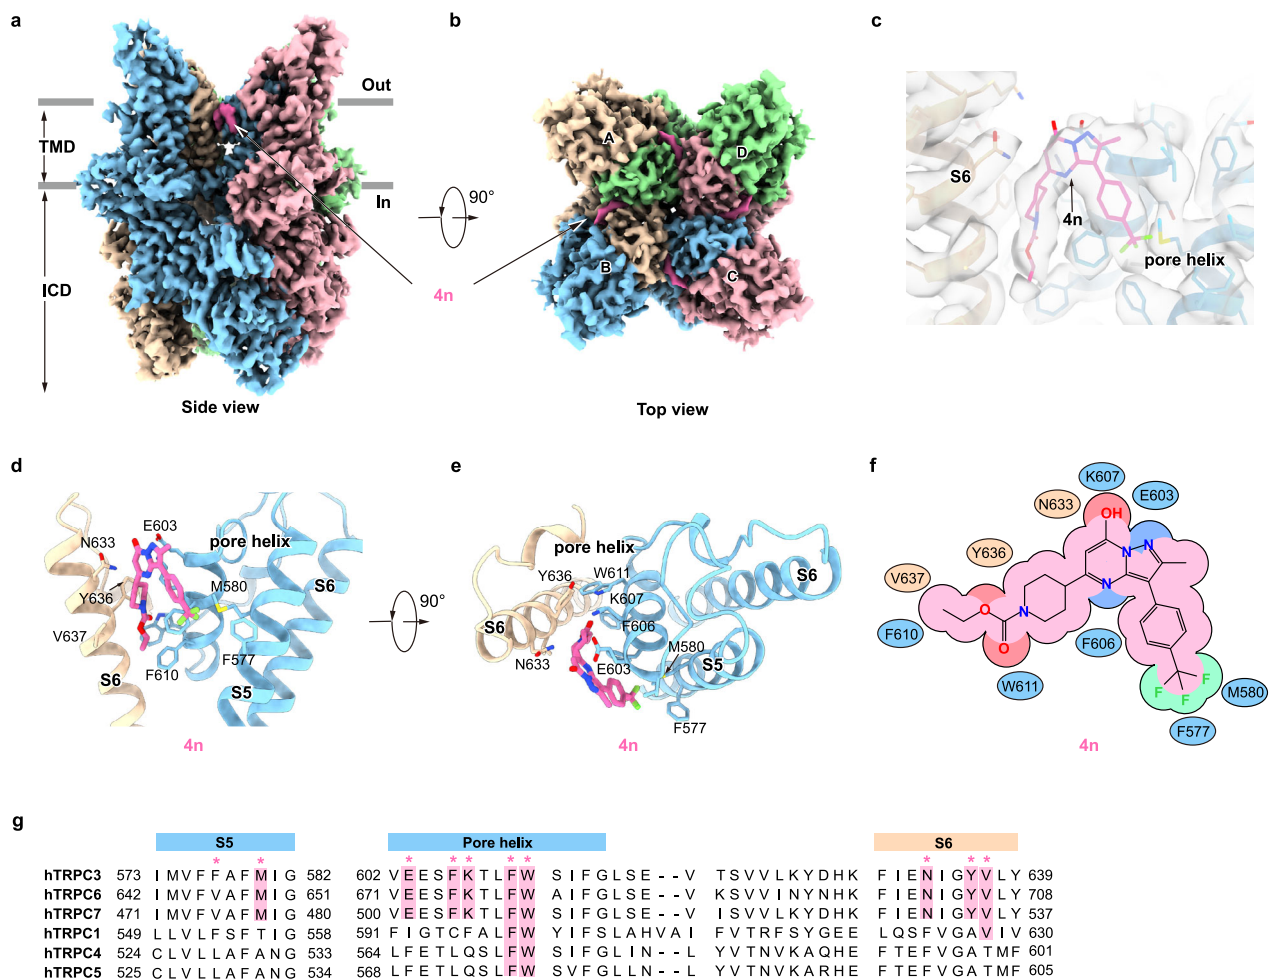 a
Out
TMD
In
ICD
Side view
90°
4n
b
A
D
B
C
Top view
c
S6
4n
pore helix
d
E603
N633
pore helix
S6
Y636
M580
V637
F610
F577
S6
S5
4n
90°
e
pore helix
W611
Y636
S6
K607
S6
F606
N633
E603
M580
S5
F577
4n
f
K607
N633
E603
OH
Y636
N
N
V637
N
O
N
F610
O
F606
W611
F
F
M580
F
F577
4n
g
S5 Pore helix S6
* * * * * * * * * *
hTRPC3 573 I M V F F A F M I G 582 602 V E E S F K T L F W S I F G L S E - - V T S V V L K Y D H K F I E N I G Y V L Y 639
hTRPC6 642 I M V F V A F M I G 651 671 V E E S F K T L F W A I F G L S E - - V K S V V I N Y N H K F I E N I G Y V L Y 708
hTRPC7 471 I M V F V A F M I G 480 500 V E E S F K T L F W S I F G L S E - - V I S V V L K Y D H K F I E N I G Y V L Y 537
hTRPC1 549 L L V L F S F T I G 558 591 F I G T C F A L F W Y I F S L A H V A I F V T R F S Y G E E L Q S F V G A V I V 630
hTRPC4 524 C L V L L A F A N G 533 564 L F E T L Q S L F W S I F G L I N - - L Y V T N V K A Q H E F T E F V G A T M F 601
hTRPC5 525 C L V L L A F A N G 534 568 L F E T L Q S L F W S V F G L L N - - L Y V T N V K A R H E F T E F V G A T M F 605